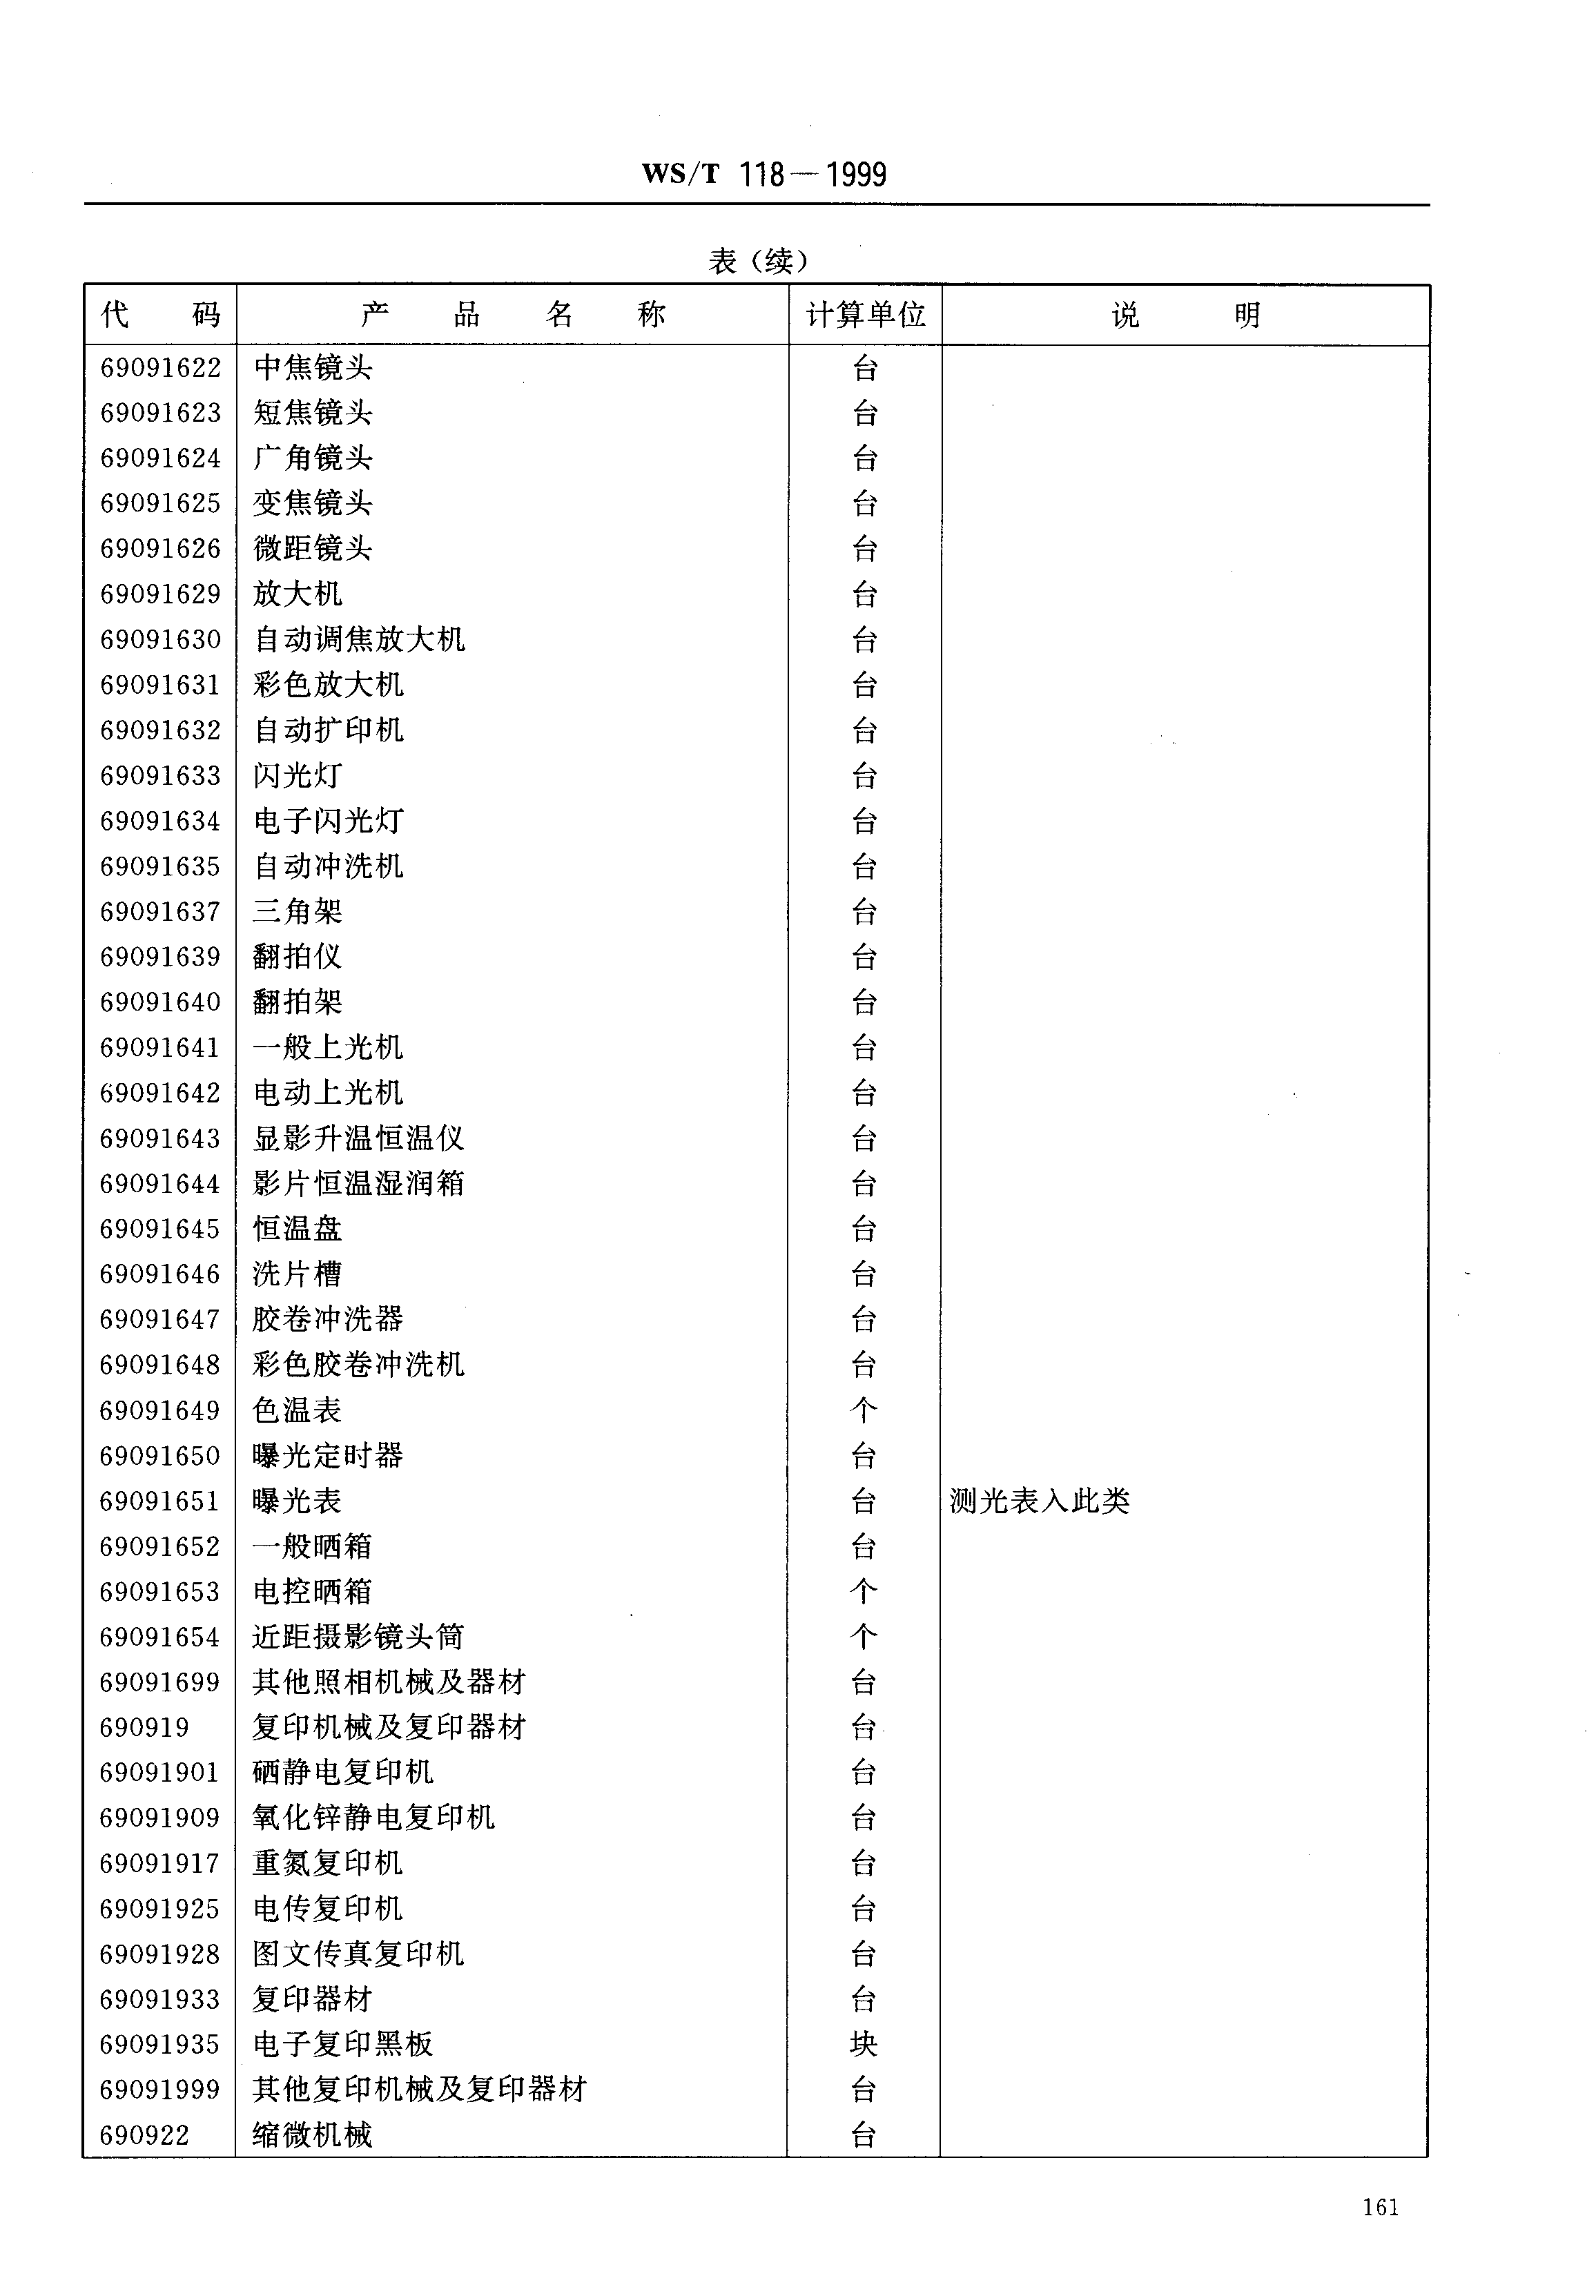 WS/T 118—1999
表（续）
代 码 产 品 名 称 计算单位 说 明
69091622 中焦镜头 台
69091623 短焦镜头 台
69091624 广角镜头 台
69091625 变焦镜头 台
69091626 微距镜头 台
69091629 放大机 台
69091630 自动调焦放大机 台
69091631 彩色放大机 台
69091632 自动扩印机 台
69091633 闪光灯 台
69091634 电子闪光灯 台
69091635 自动冲洗机 台
69091637 三角架 台
69091639 翻拍仪 台
69091640 翻拍架 台
69091641 一般上光机 台
69091642 电动上光机 台
69091643 显影升温恒温仪 台
69091644 影片恒温湿润箱 台
69091645 恒温盘 台
69091646 洗片槽 台
69091647 胶卷冲洗器 台
69091648 彩色胶卷冲洗机 台
69091649 色温表 个
69091650 曝光定时器 台
69091651 曝光表 台 测光表入此类
69091652 一般晒箱 台
69091653 电控晒箱 个
69091654 近距摄影镜头筒 个
69091699 其他照相机械及器材 台
690919 复印机械及复印器材 台
69091901 硒静电复印机 台
69091909 氧化锌静电复印机 台
69091917 重氮复印机 台
69091925 电传复印机 台
69091928 图文传真复印机 台
69091933 复印器材 台
69091935 电子复印黑板 块
69091999 其他复印机械及复印器材 台
690922 缩微机械 台
161